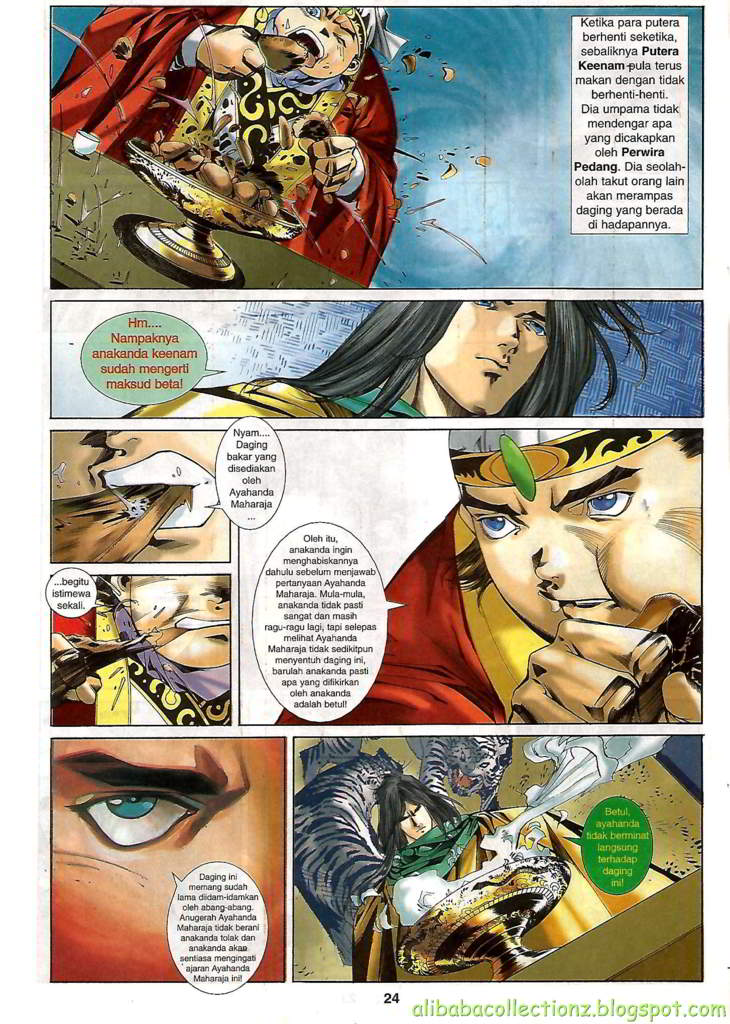 Ketika para putera
berhenti seketika,
sebaliknya Putera
Keenam pula terus
makan dengan tidak
berhenti-henti.
Dia umpama tidak
mendengar apa
yang dicakapkan
oleh Perwira
Pedang. Dia seolah-
olah takut orang lain
akan merampas
daging yang berada
di hadapannya.
Hm....
Nampaknya
anakanda keenam
sudah mengerti
maksud beta!
Nyam....
Daging
bakar yang
disediakan
oleh
Ayahanda
Maharaja
...
...begitu
istimewa
sekali.
Oleh itu,
anakanda ingin
menghabiskannya
dahulu sebelum menjawab
pertanyaan Ayahanda
Maharaja. Mula-mula,
anakanda tidak pasti
sangat dan masih
ragu-ragu lagi, tapi selepas
melihat Ayahanda
Maharaja tidak sedikitpun
menyentuh daging ini,
barulah anakanda pasti
apa yang difikirkan
oleh anakanda
adalah betul!
Daging ini
memang sudah
lama diidam-idamkan
oleh abang-abang.
Anugerah Ayahanda
Maharaja tidak berani
anakanda tolak dan
anakanda akan
sentiasa mengingati
ajaran Ayahanda
Maharaja ini!
Betul,
ayahanda
tidak berminat
langsung
terhadap
daging
ini!
24
alibabacollectionz.blogspot.com